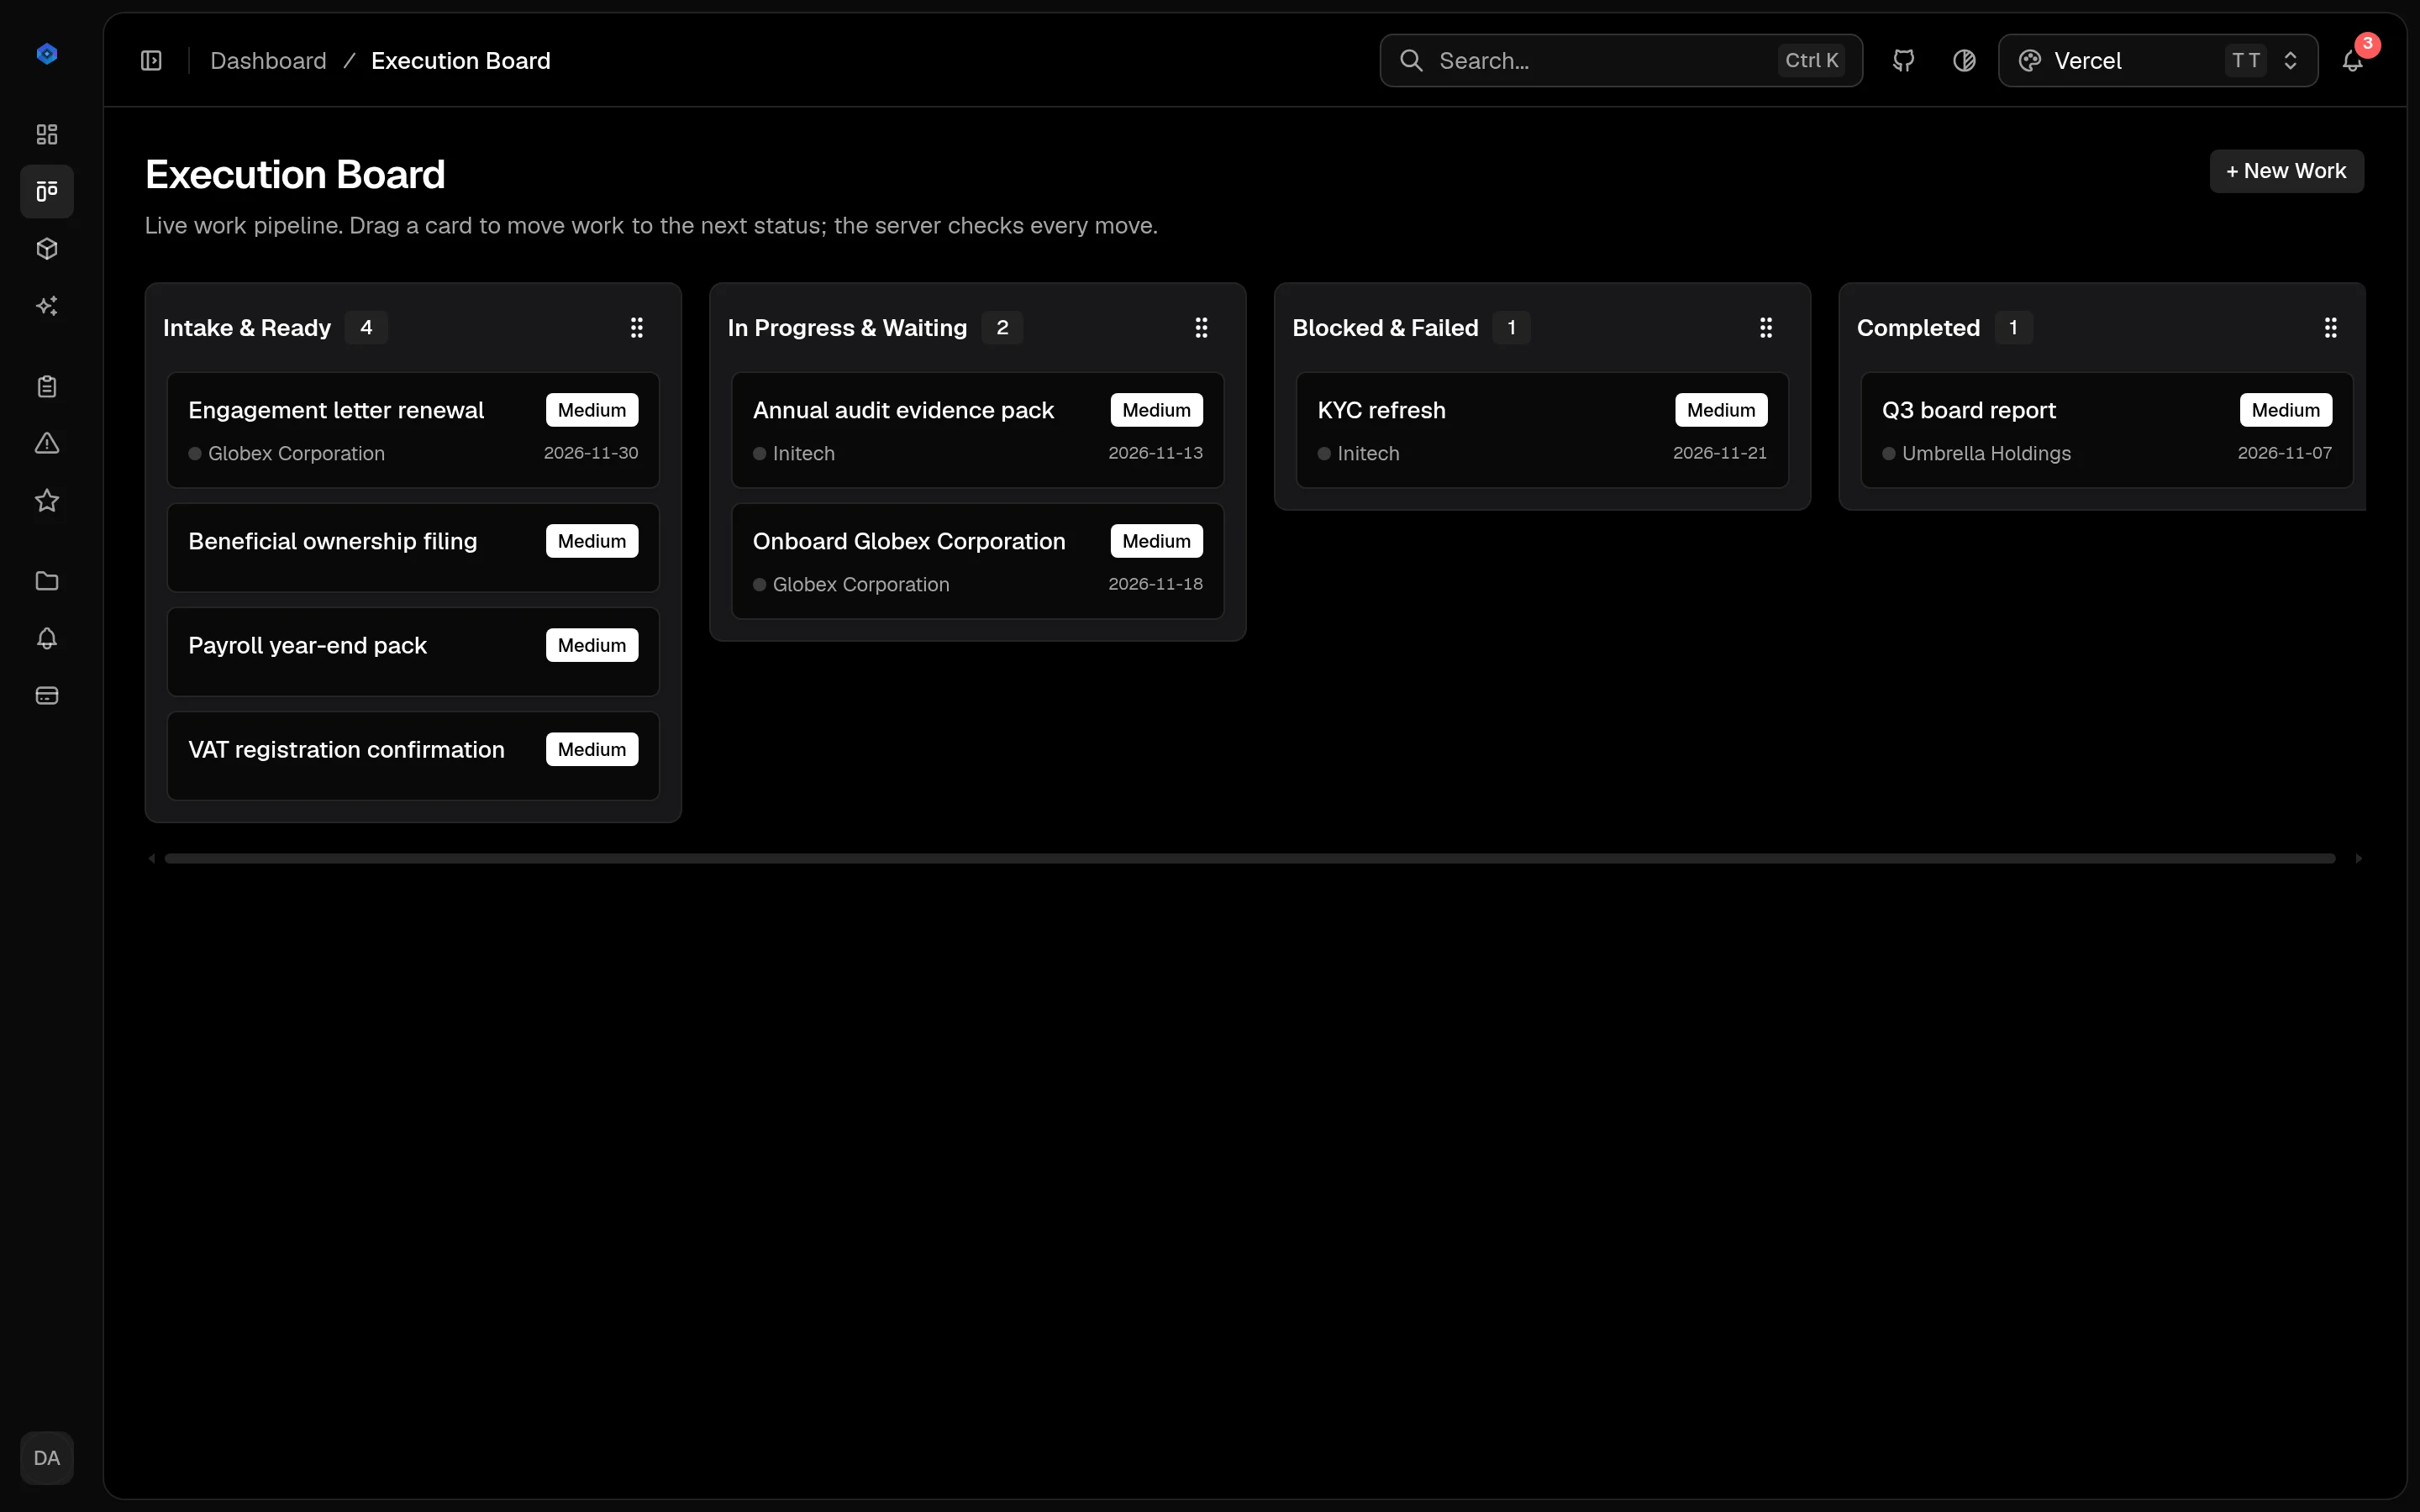 Dashboard / Execution Board
Search...
Ctrl K
Vercel
T T
3
Execution Board
+ New Work
Live work pipeline. Drag a card to move work to the next status; the server checks every move.
Intake & Ready 4
Engagement letter renewal Medium
Globex Corporation 2026-11-30
Beneficial ownership filing Medium
Payroll year-end pack Medium
VAT registration confirmation Medium
In Progress & Waiting 2
Annual audit evidence pack Medium
Initech 2026-11-13
Onboard Globex Corporation Medium
Globex Corporation 2026-11-18
Blocked & Failed 1
KYC refresh Medium
Initech 2026-11-21
Completed 1
Q3 board report Medium
Umbrella Holdings 2026-11-07
DA